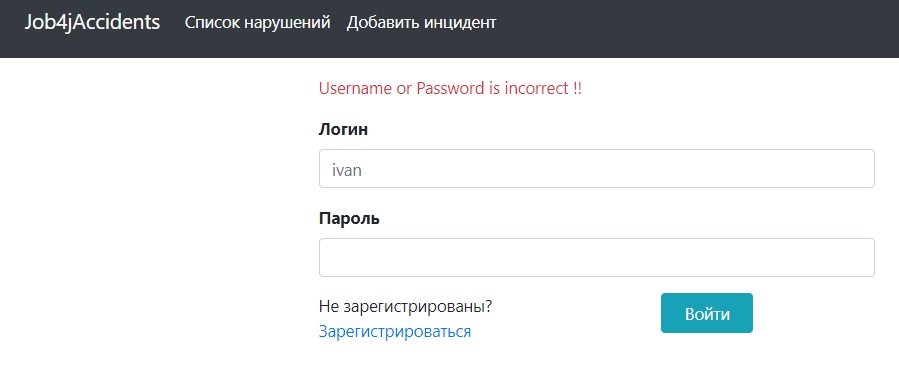 Job4jAccidents Список нарушений Добавить инцидент
Username or Password is incorrect !!
Логин
ivan
Пароль
Не зарегистрированы?
Зарегистрироваться
Войти